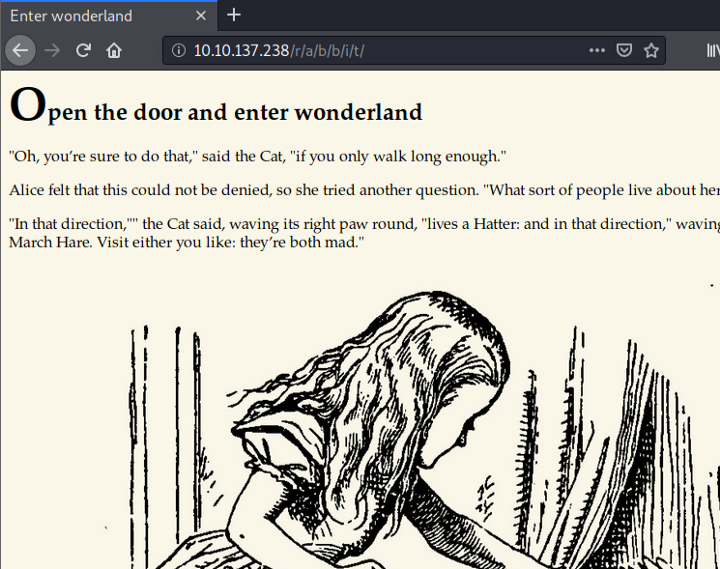 Enter wonderland
10.10.137.238/r/a/b/b/i/t/
Open the door and enter wonderland
"Oh, you’re sure to do that," said the Cat, "if you only walk long enough."
Alice felt that this could not be denied, so she tried another question. "What sort of people live about
"In that direction,"" the Cat said, waving its right paw round, "lives a Hatter: and in that direction,"
March Hare. Visit either you like: they’re both mad."